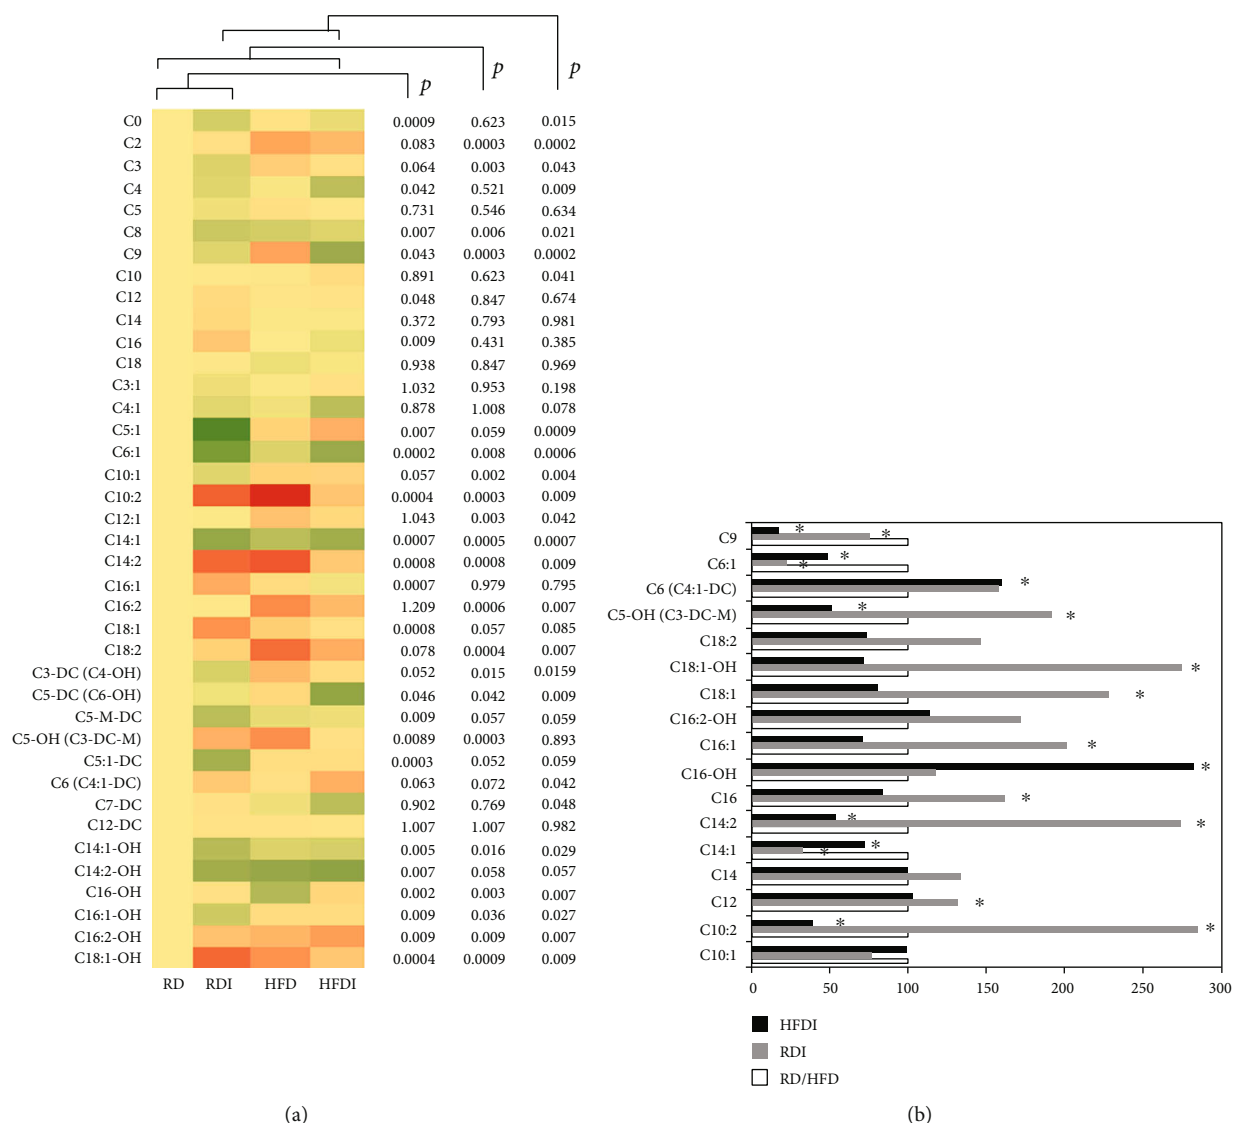 p p p
C0 0.0009 0.623 0.015
C2 0.083 0.0003 0.0002
C3 0.064 0.003 0.043
C4 0.042 0.521 0.009
C5 0.731 0.546 0.634
C8 0.007 0.006 0.021
C9 0.043 0.0003 0.0002
C10 0.891 0.623 0.041
C12 0.048 0.847 0.674
C14 0.372 0.793 0.981
C16 0.009 0.431 0.385
C18 0.938 0.847 0.969
C3:1 1.032 0.953 0.198
C4:1 0.878 1.008 0.078
C5:1 0.007 0.059 0.0009
C6:1 0.0002 0.008 0.0006
C10:1 0.057 0.002 0.004
C10:2 0.0004 0.0003 0.009
C12:1 1.043 0.003 0.042
C14:1 0.0007 0.0005 0.0007
C14:2 0.0008 0.0008 0.009
C16:1 0.0007 0.979 0.795
C16:2 1.209 0.0006 0.007
C18:1 0.0008 0.057 0.085
C18:2 0.078 0.0004 0.007
C3-DC (C4-OH) 0.052 0.015 0.0159
C5-DC (C6-OH) 0.046 0.042 0.009
C5-M-DC 0.009 0.057 0.059
C5-OH (C3-DC-M) 0.0089 0.0003 0.893
C5:1-DC 0.0003 0.052 0.059
C6 (C4:1-DC) 0.063 0.072 0.042
C7-DC 0.902 0.769 0.048
C12-DC 1.007 1.007 0.982
C14:1-OH 0.005 0.016 0.029
C14:2-OH 0.007 0.058 0.057
C16-OH 0.002 0.003 0.007
C16:1-OH 0.009 0.036 0.027
C16:2-OH 0.009 0.009 0.007
C18:1-OH 0.0004 0.0009 0.009
RD RDI HFD HFDI
(a)
C9 * *
C6:1 * *
C6 (C4:1-DC) *
C5-OH (C3-DC-M) * *
C18:2
C18:1-OH *
C18:1 *
C16:2-OH
C16:1 *
C16-OH *
C16 *
C14:2 * *
C14:1 * *
C14
C12 *
C10:2 * *
C10:1
0 50 100 150 200 250 300
HFDI
RDI
RD/HFD
(b)